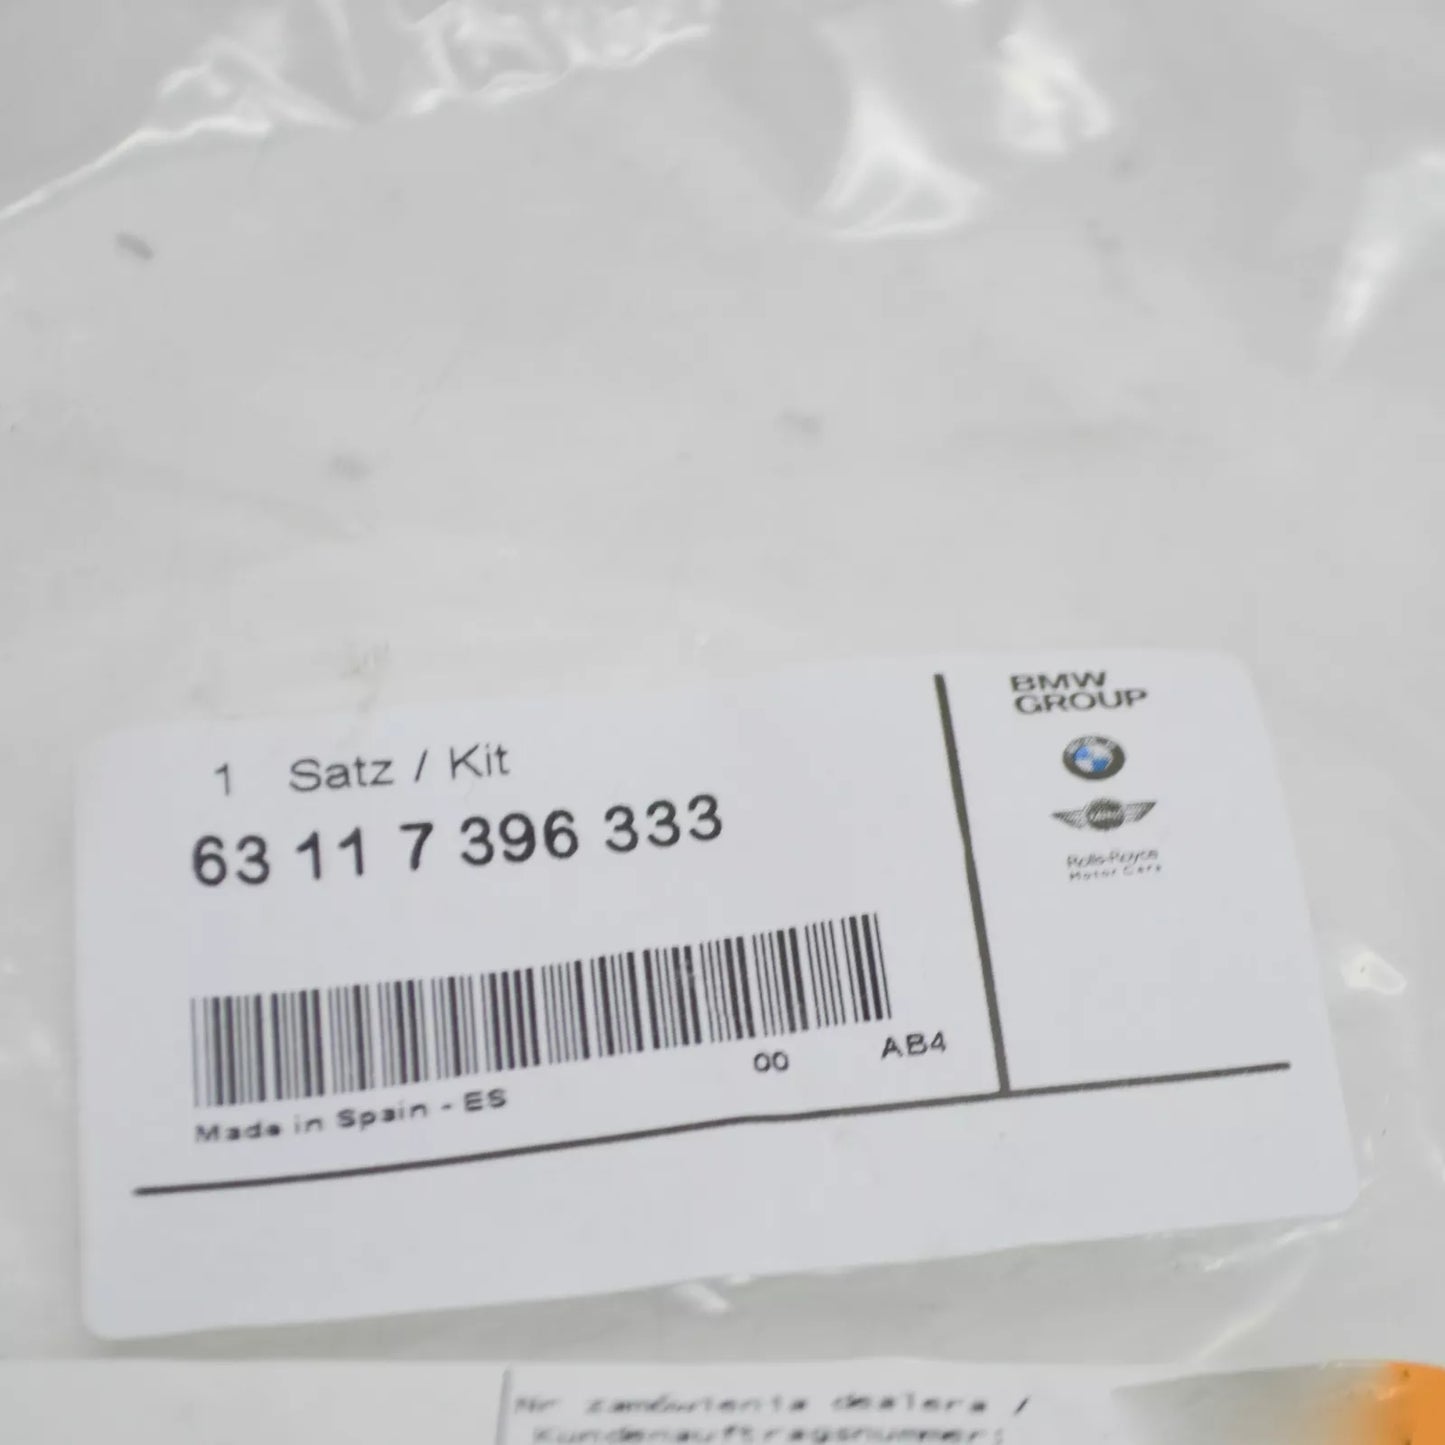 1 Satz / Kit
63 11 7 396 333
00 AB4
Made in Spain - ES
BMW
GROUP
Rolls-Royce
Motor Cars
Nr zamówienia dealera /
Kundenauftragsnummer: